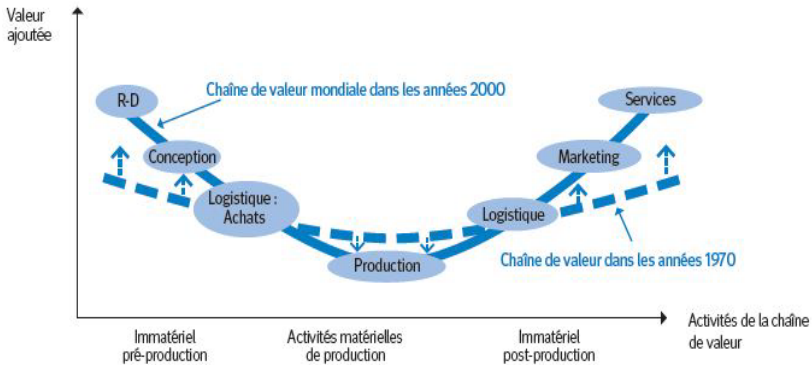 Valeur
ajoutée
R-D
Chaîne de valeur mondiale dans les années 2000
Services
Conception
Marketing
Logistique :
Achats
Logistique
Production
Chaîne de valeur dans les années 1970
Immatériel
pré-production
Activités matérielles
de production
Immatériel
post-production
Activités de la chaîne
de valeur